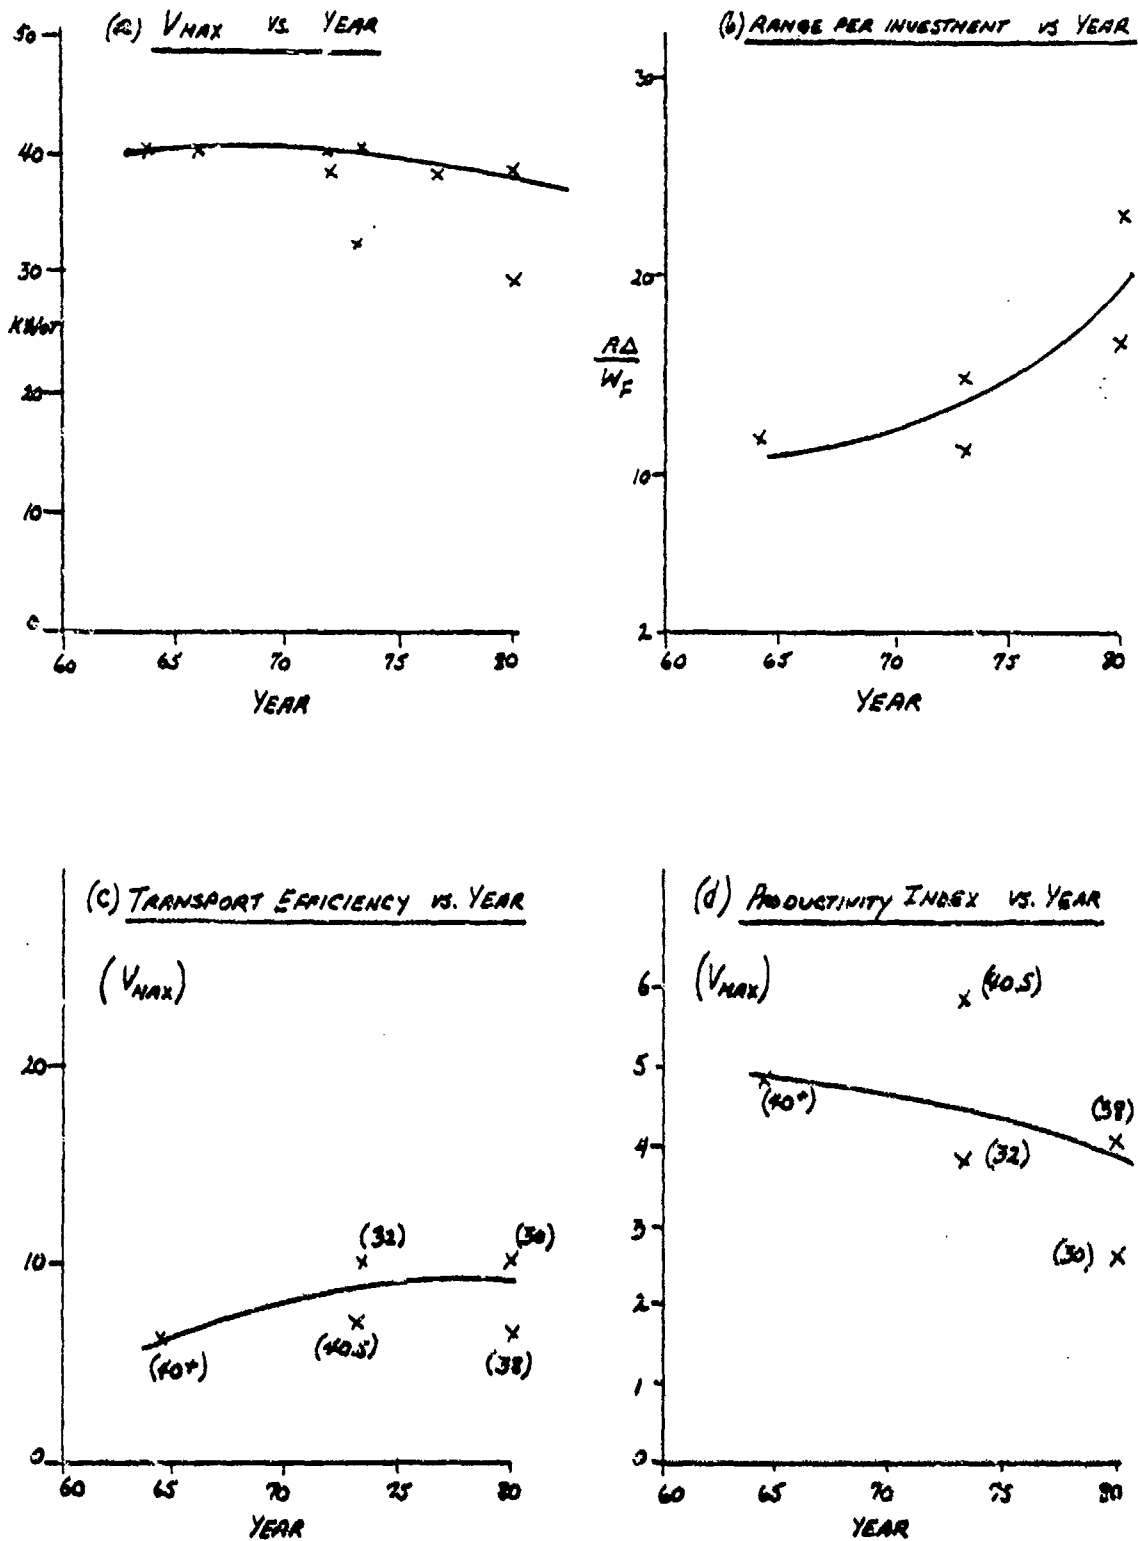 (a) VMAX VS. YEAR
50
40
30
KNOT
20
10
0
60 65 70 75 80
YEAR
(b) RANGE PER INVESTMENT VS YEAR
30
20
RΔ
WF
10
2
60 65 70 75 80
YEAR
(c) TRANSPORT EFFICIENCY VS. YEAR
(VMAX)
20
(32) (30)
10
(40+) (40.5) (38)
0
60 65 70 75 80
YEAR
(d) PRODUCTIVITY INDEX VS. YEAR
(VMAX)
6 (40.5)
5
(40+) (38)
4 (32)
3
(30)
2
1
0
60 65 70 75 80
YEAR